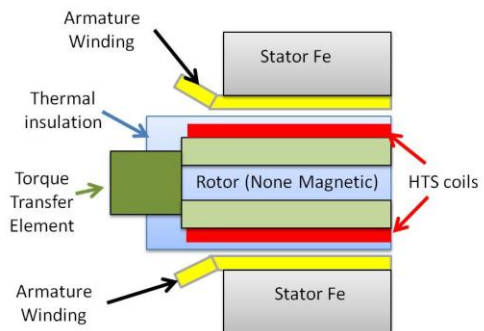 Armature
Winding
Stator Fe
Thermal
insulation
Rotor (None Magnetic)
HTS coils
Torque
Transfer
Element
Armature
Winding
Stator Fe